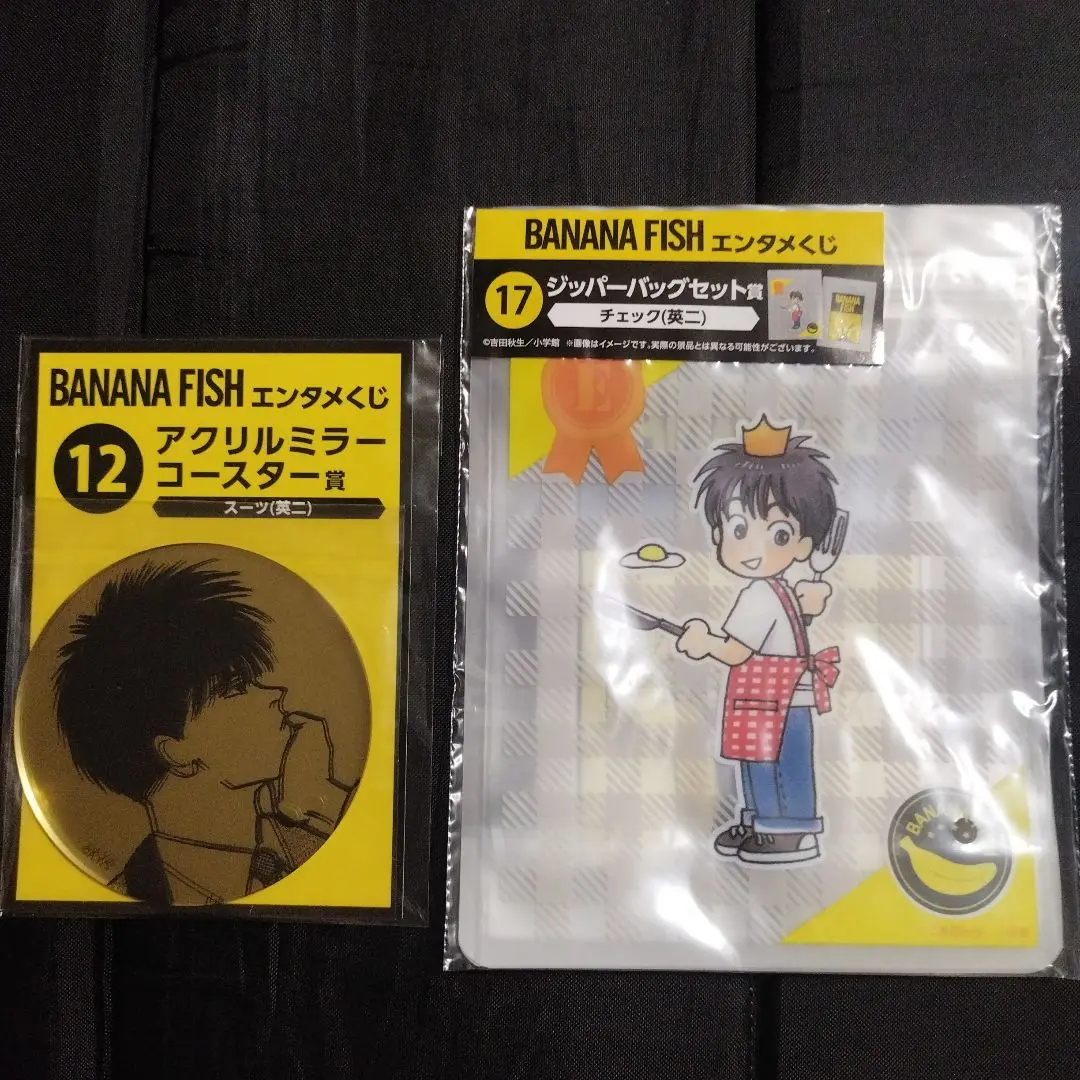 BANANA FISH エンタメくじ
12
アクリルミラー
コースター賞
スーツ(英二)
BANANA FISH エンタメくじ
17
ジッパーバッグセット賞
チェック(英二)
©吉田秋生／小学館 ※画像はイメージです。実際の景品とは異なる可能性がございます。
BANANA
FISH
E